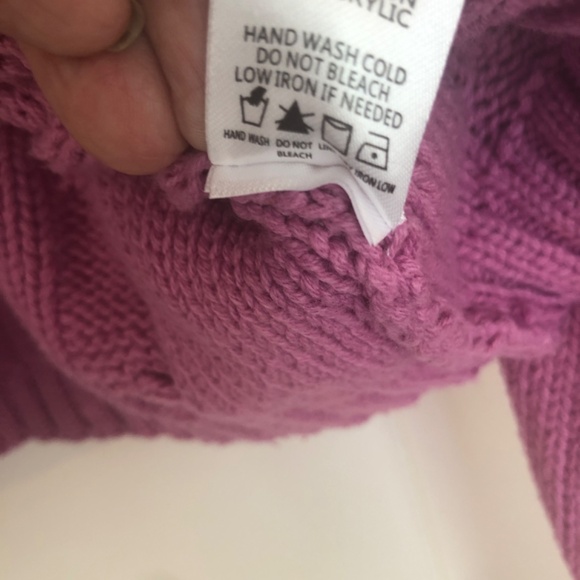 ACRYLIC
HAND WASH COLD
DO NOT BLEACH
LOW IRON IF NEEDED
HAND WASH DO NOT IRON LOW
BLEACH